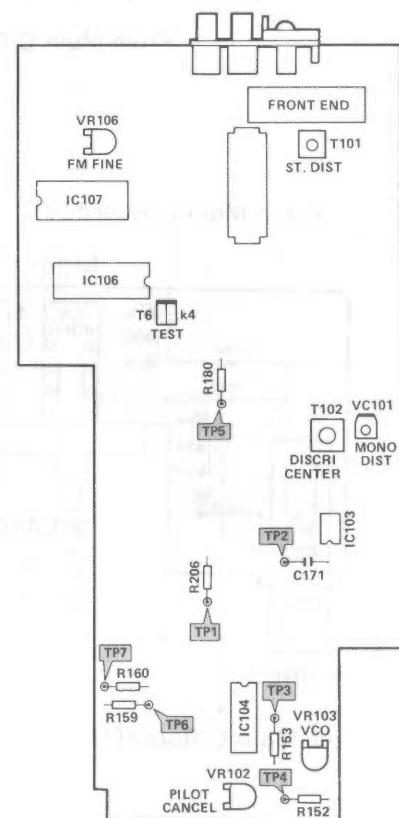 FRONT END
VR106
FM FINE
T101
ST. DIST
IC107
IC106
T6 k4
TEST
R180
TP5
T102
VC101
DISCRI
CENTER
MONO
DIST
IC103
TP2
C171
R206
TP1
TP7
R160
R159
TP6
IC104
TP3
R153
VR103
VCO
VR102
PILOT
CANCEL
TP4
R152